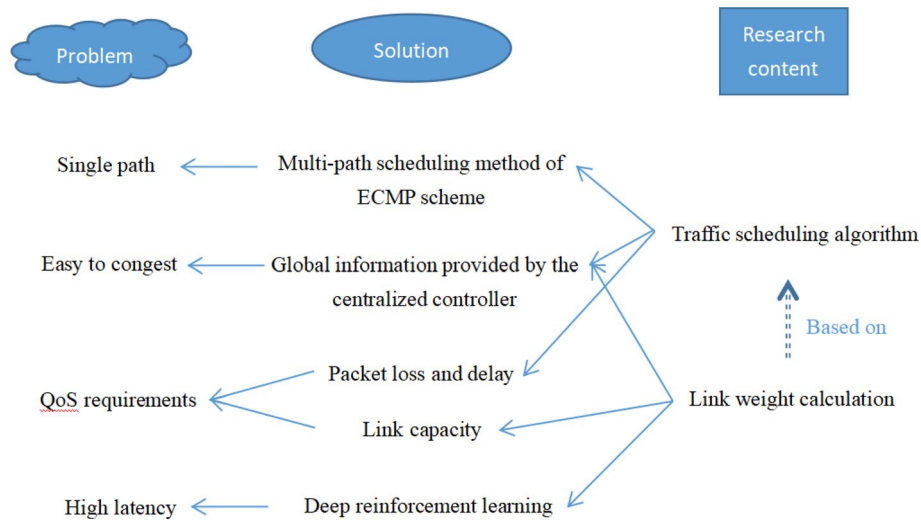 Problem
Solution
Research
content
Single path
Multi-path scheduling method of
ECMP scheme
Traffic scheduling algorithm
Easy to congest
Global information provided by the
centralized controller
Based on
Packet loss and delay
QoS requirements
Link capacity
Link weight calculation
High latency
Deep reinforcement learning